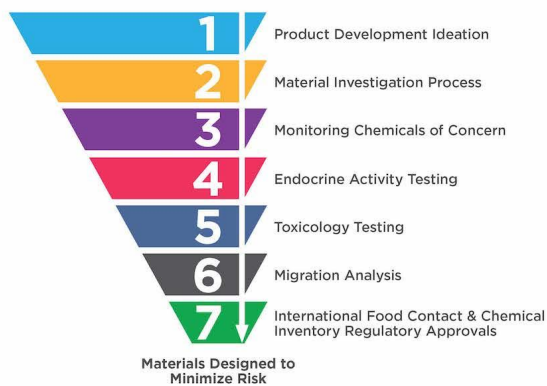 1 Product Development Ideation
2 Material Investigation Process
3 Monitoring Chemicals of Concern
4 Endocrine Activity Testing
5 Toxicology Testing
6 Migration Analysis
7 International Food Contact & Chemical
Inventory Regulatory Approvals
Materials Designed to
Minimize Risk